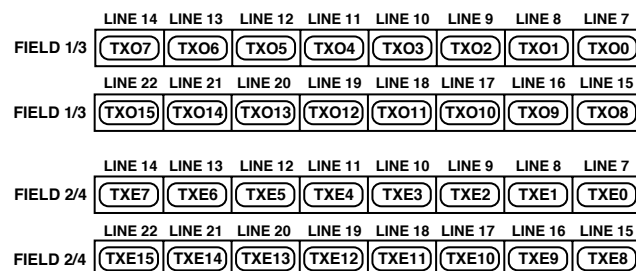 LINE 14 LINE 13 LINE 12 LINE 11 LINE 10 LINE 9 LINE 8 LINE 7
FIELD 1/3 TXO7 TXO6 TXO5 TXO4 TXO3 TXO2 TXO1 TXO0
LINE 22 LINE 21 LINE 20 LINE 19 LINE 18 LINE 17 LINE 16 LINE 15
FIELD 1/3 TXO15 TXO14 TXO13 TXO12 TXO11 TXO10 TXO9 TXO8
LINE 14 LINE 13 LINE 12 LINE 11 LINE 10 LINE 9 LINE 8 LINE 7
FIELD 2/4 TXE7 TXE6 TXE5 TXE4 TXE3 TXE2 TXE1 TXE0
LINE 22 LINE 21 LINE 20 LINE 19 LINE 18 LINE 17 LINE 16 LINE 15
FIELD 2/4 TXE15 TXE14 TXE13 TXE12 TXE11 TXE10 TXE9 TXE8